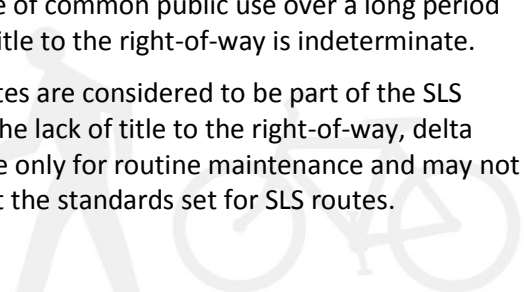 e of common public use over a long period
itle to the right-of-way is indeterminate.
tes are considered to be part of the SLS
he lack of title to the right-of-way, delta
e only for routine maintenance and may not
t the standards set for SLS routes.